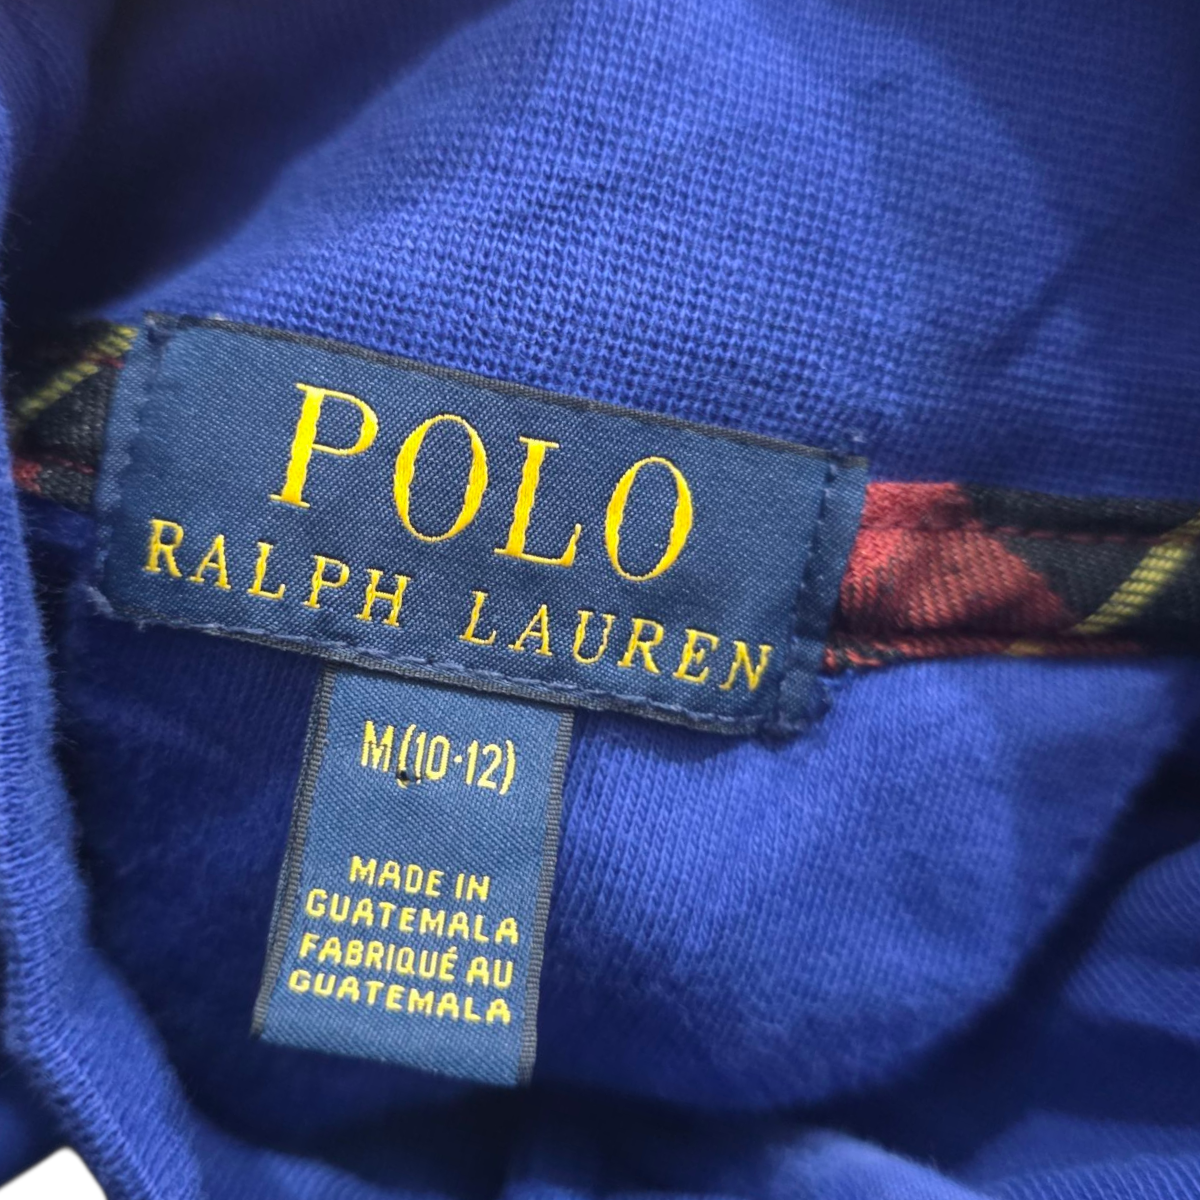 POLO
RALPH LAUREN
M(10·12)
MADE IN
GUATEMALA
FABRIQUÉ AU
GUATEMALA